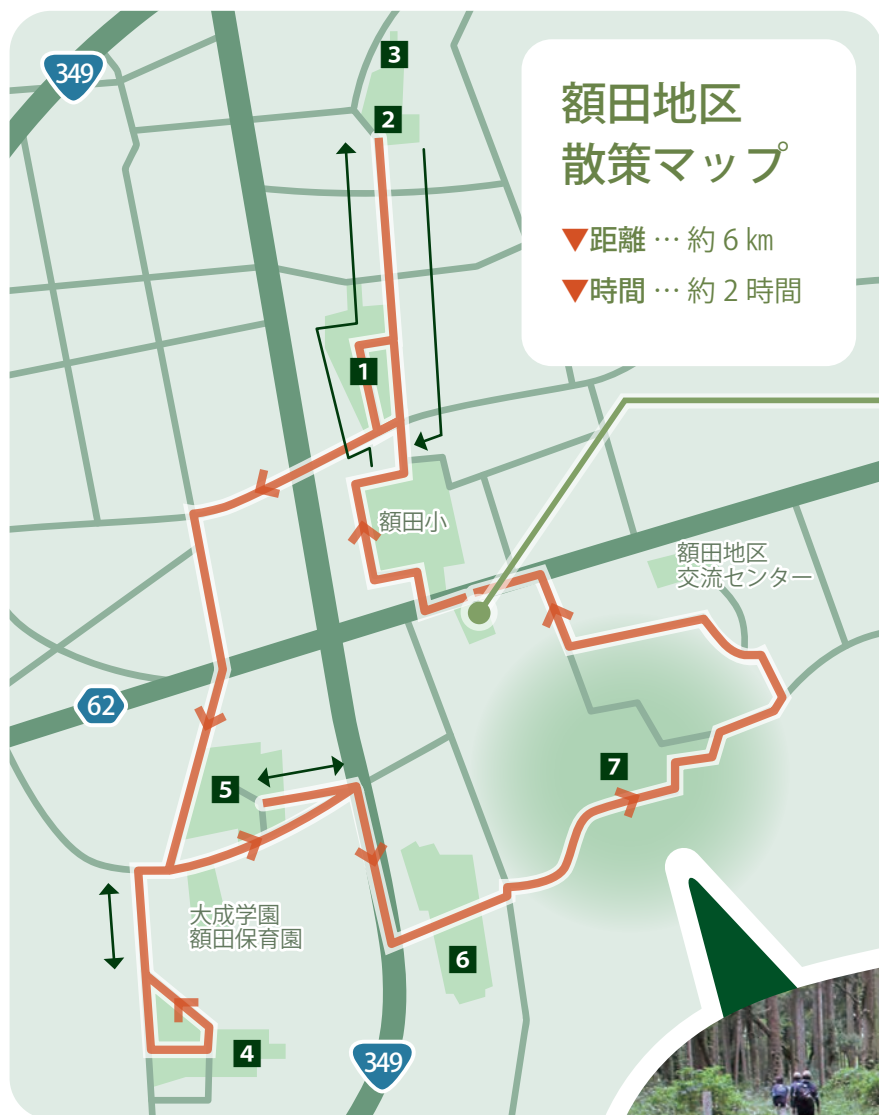 349
3
2
額田地区
散策マップ
▼距離 … 約 6 ㎞
▼時間 … 約 2 時間
1
額田小
額田地区
交流センター
62
7
5
大成学園
額田保育園
6
4
349